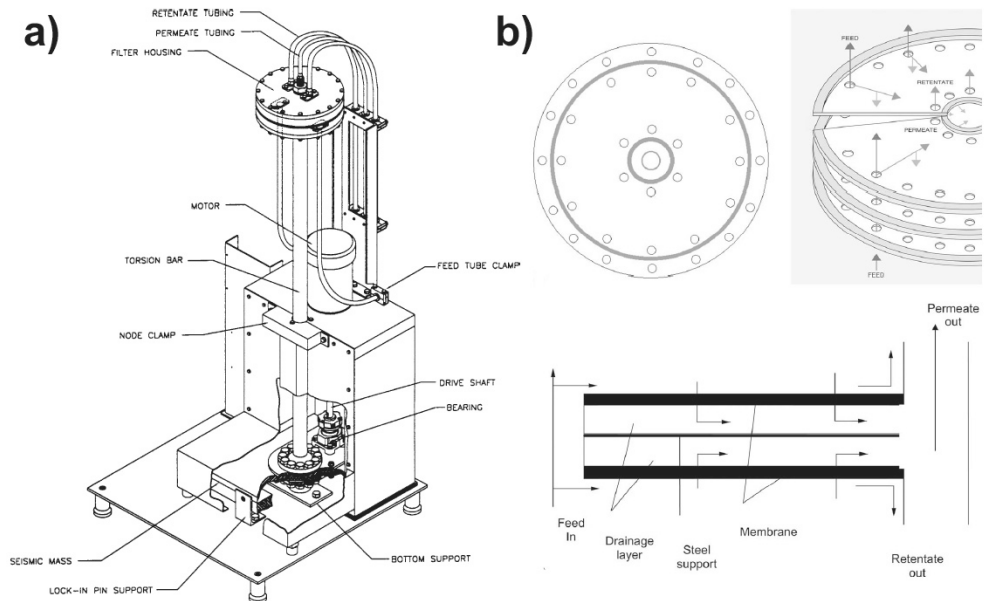 a)
RETENTATE TUBING
PERMEATE TUBING
FILTER HOUSING
MOTOR
TORSION BAR
FEED TUBE CLAMP
NODE CLAMP
DRIVE SHAFT
BEARING
SEISMIC MASS
BOTTOM SUPPORT
LOCK-IN PIN SUPPORT
b)
FEED
RETENTATE
PERMEATE
FEED
Permeate
out
Feed
In
Drainage
layer
Steel
support
Membrane
Retentate
out